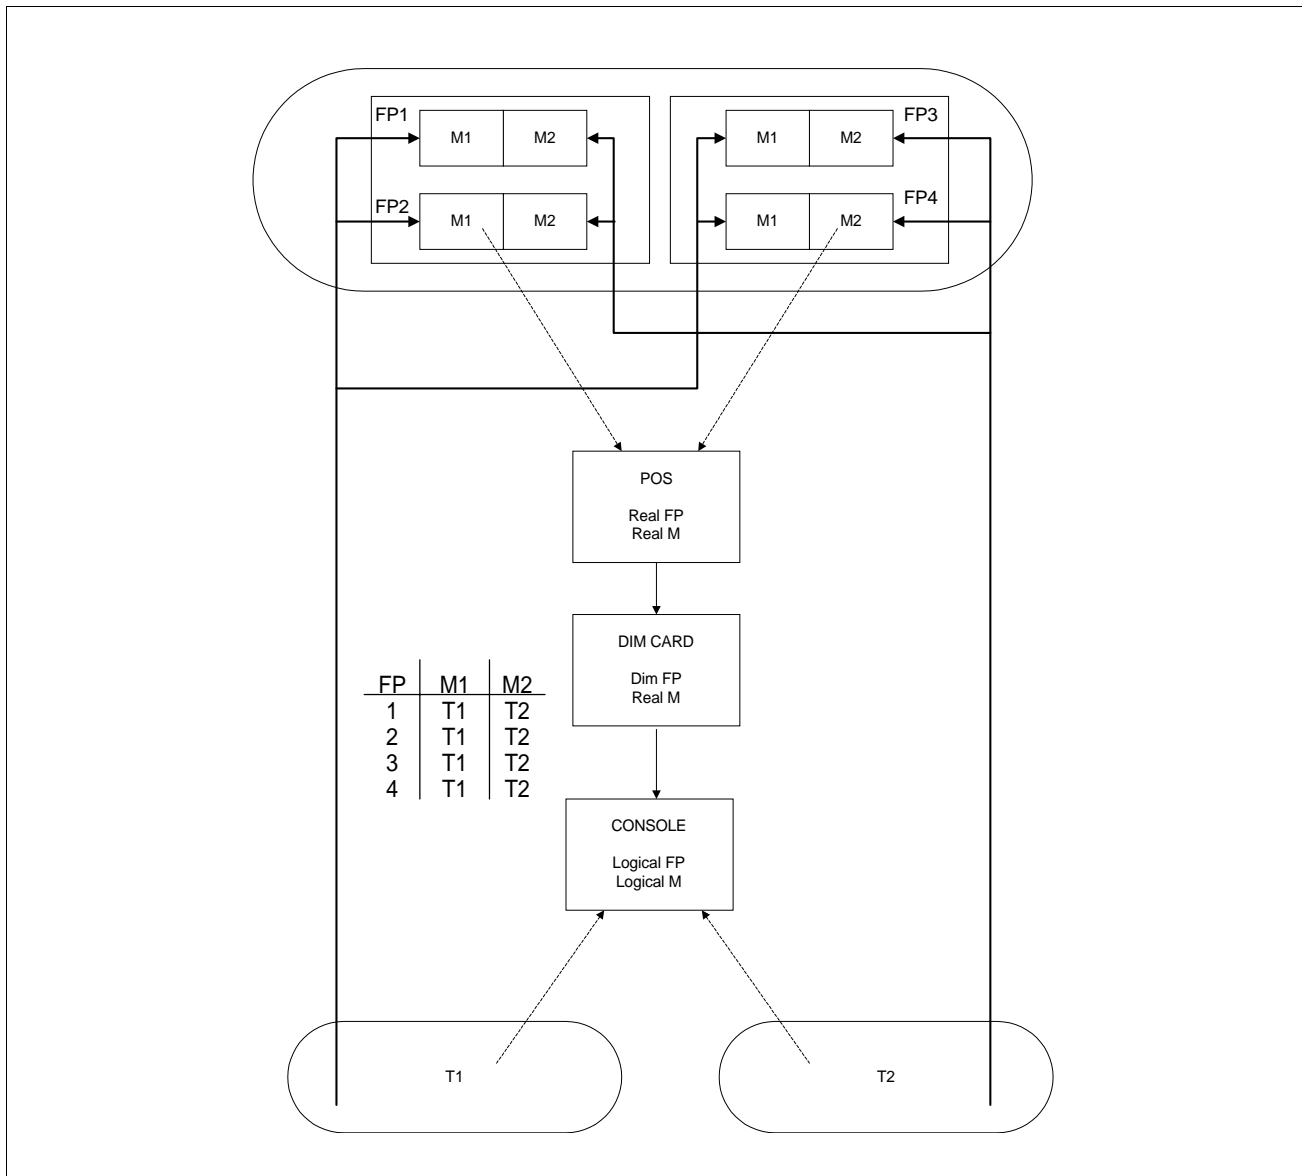 FP1
M1 M2
FP3
M1 M2
FP2
M1 M2
FP4
M1 M2
POS
Real FP
Real M
DIM CARD
Dim FP
Real M
FP M1 M2
1 T1 T2
2 T1 T2
3 T1 T2
4 T1 T2
CONSOLE
Logical FP
Logical M
T1
T2